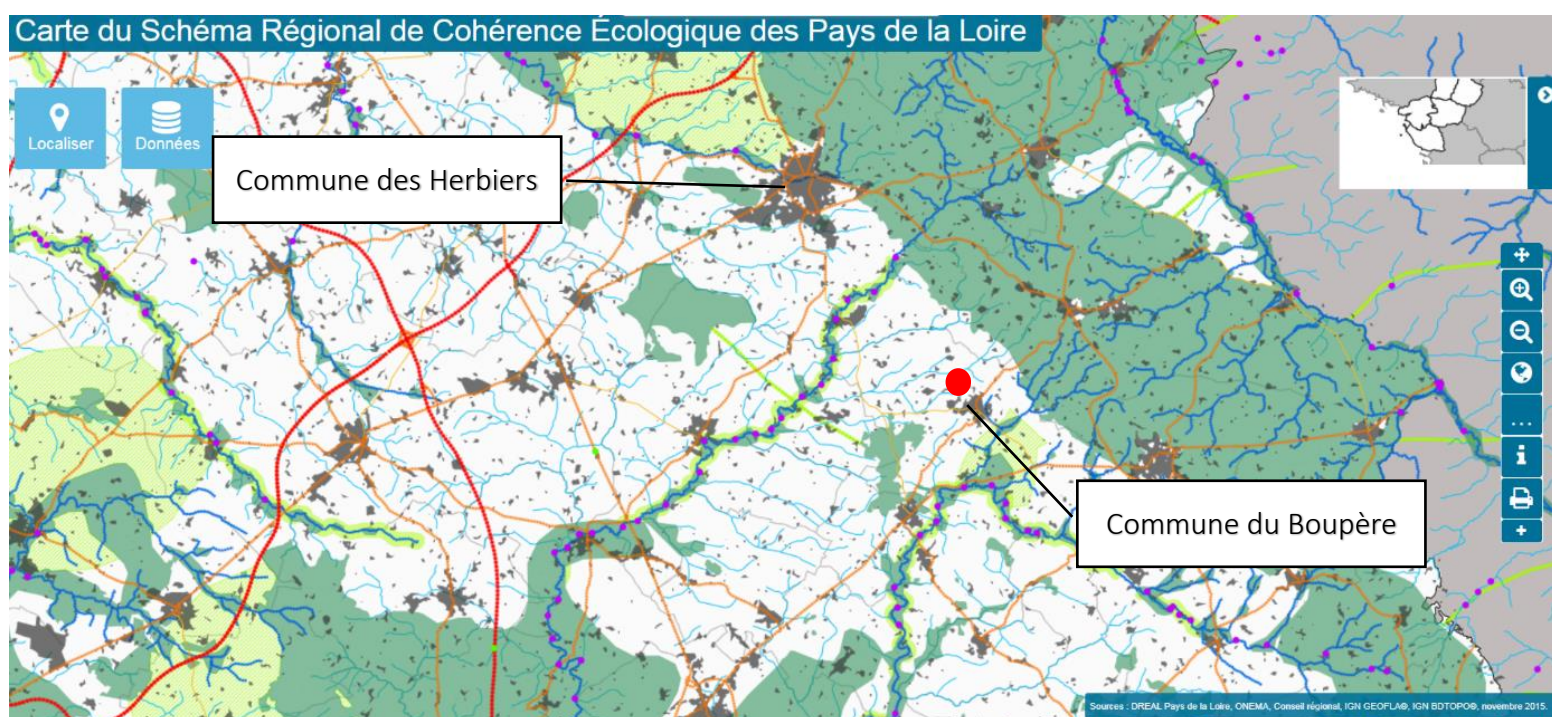 Carte du Schéma Régional de Cohérence Écologique des Pays de la Loire
Localiser
Données
Commune des Herbiers
Commune du Boupère
...
i
+
Sources : DREAL Pays de la Loire, ONEMA, Conseil régional, IGN GEOFLA®, IGN BDTOPO®, novembre 2015.